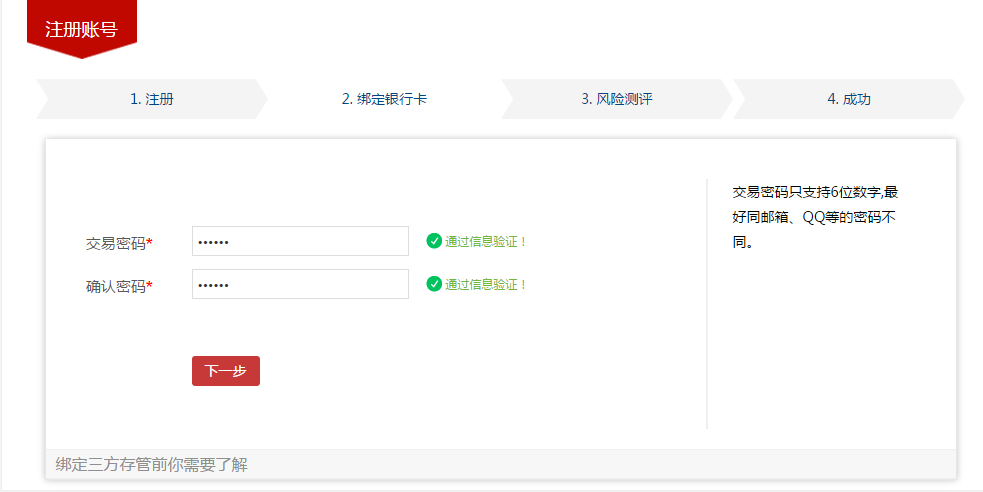 注册账号
1. 注册
2. 绑定银行卡
3. 风险测评
4. 成功
交易密码*
••••••
通过信息验证！
确认密码*
••••••
通过信息验证！
下一步
交易密码只支持6位数字,最
好同邮箱、QQ等的密码不
同。
绑定三方存管前你需要了解